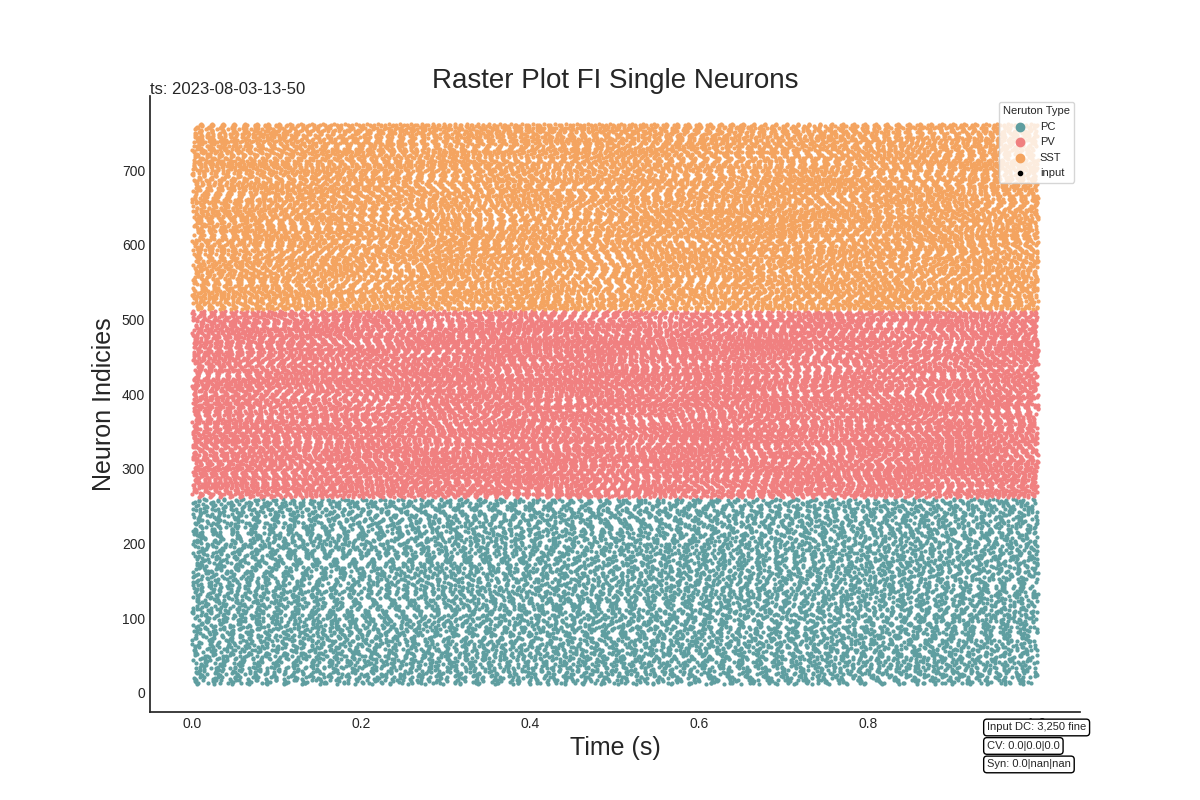 Raster Plot FI Single Neurons
ts: 2023-08-03-13-50
Neruton Type
PC
PV
SST
input
Neuron Indicies
700
600
500
400
300
200
100
0
0.0 0.2 0.4 0.6 0.8
Time (s)
Input DC: 3,250 fine
CV: 0.0|0.0|0.0
Syn: 0.0|nan|nan